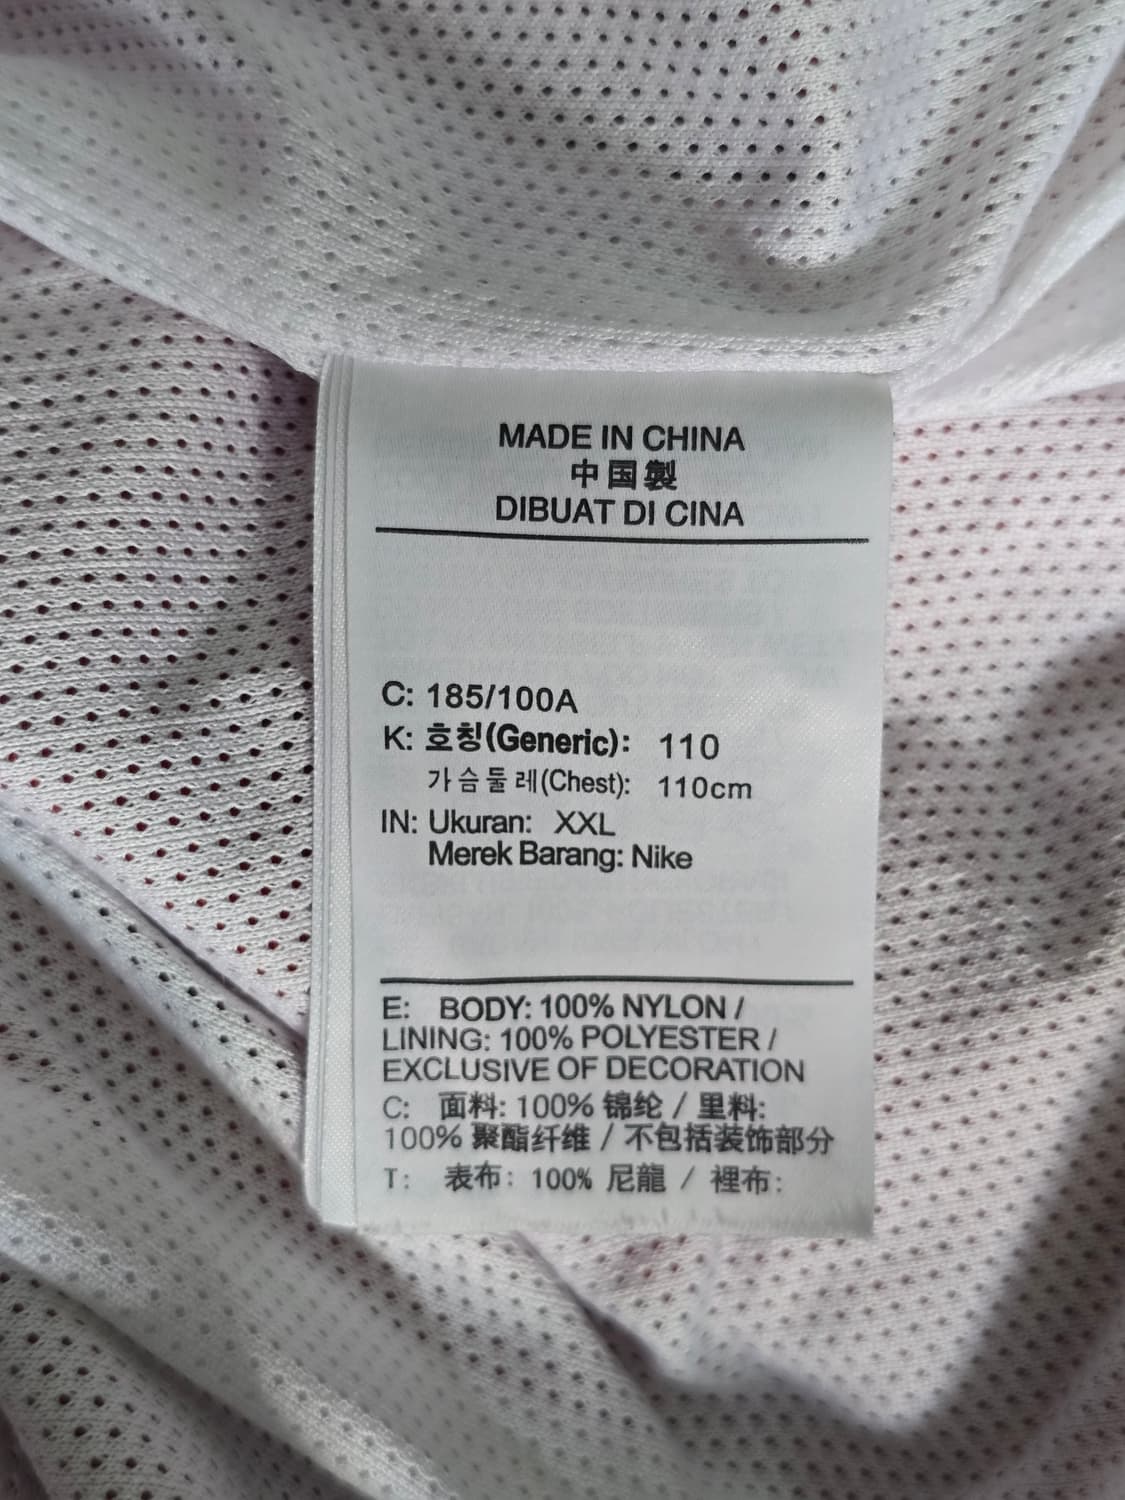 MADE IN CHINA
中国製
DIBUAT DI CINA
C: 185/100A
K: 호칭(Generic): 110
가슴둘레(Chest): 110cm
IN: Ukuran: XXL
Merek Barang: Nike
E: BODY: 100% NYLON /
LINING: 100% POLYESTER /
EXCLUSIVE OF DECORATION
C: 面料: 100% 锦纶 / 里料:
100% 聚酯纤维 / 不包括装饰部分
T: 表布: 100% 尼龍 / 裡布: